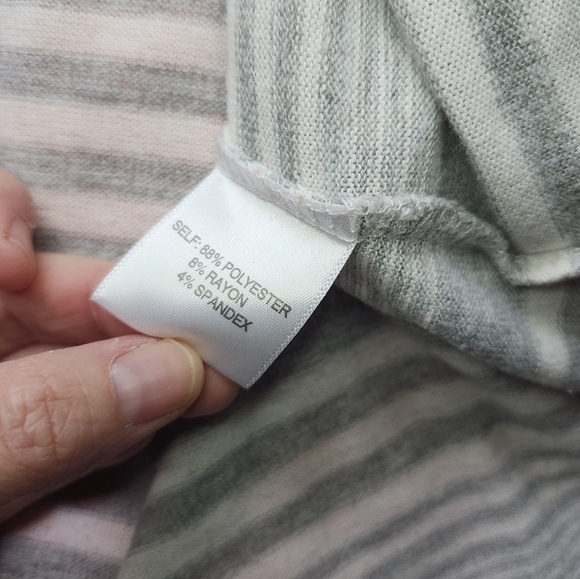 SELF: 88% POLYESTER
8% RAYON
4% SPANDEX